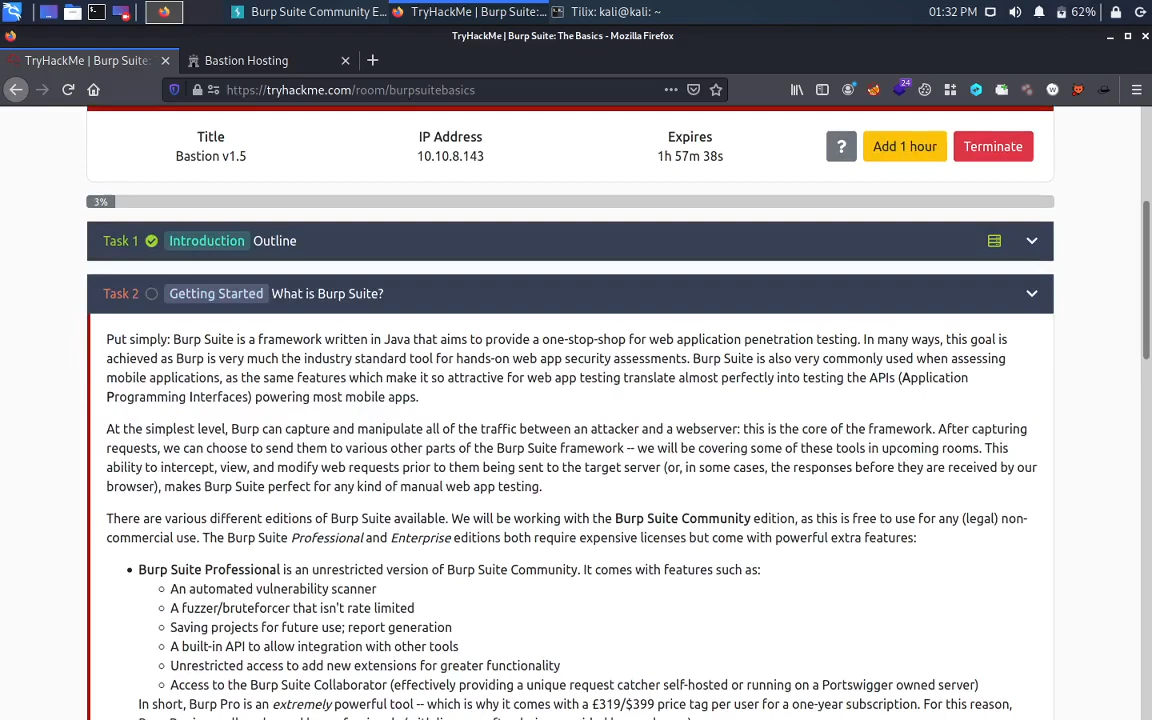 Burp Suite Community E...
TryHackMe | Burp Suite:...
Tilix: kali@kali: ~
01:32 PM
62%
TryHackMe | Burp Suite: The Basics - Mozilla Firefox
TryHackMe | Burp Suite:
Bastion Hosting
https://tryhackme.com/room/burpsuitebasics
24
Title
IP Address
Expires
Bastion v1.5
10.10.8.143
1h 57m 38s
?
Add 1 hour
Terminate
3%
Task 1 Introduction Outline
Task 2 Getting Started What is Burp Suite?
Put simply: Burp Suite is a framework written in Java that aims to provide a one-stop-shop for web application penetration testing. In many ways, this goal is
achieved as Burp is very much the industry standard tool for hands-on web app security assessments. Burp Suite is also very commonly used when assessing
mobile applications, as the same features which make it so attractive for web app testing translate almost perfectly into testing the APIs (Application
Programming Interfaces) powering most mobile apps.
At the simplest level, Burp can capture and manipulate all of the traffic between an attacker and a webserver: this is the core of the framework. After capturing
requests, we can choose to send them to various other parts of the Burp Suite framework -- we will be covering some of these tools in upcoming rooms. This
ability to intercept, view, and modify web requests prior to them being sent to the target server (or, in some cases, the responses before they are received by our
browser), makes Burp Suite perfect for any kind of manual web app testing.
There are various different editions of Burp Suite available. We will be working with the Burp Suite Community edition, as this is free to use for any (legal) non-
commercial use. The Burp Suite Professional and Enterprise editions both require expensive licenses but come with powerful extra features:
• Burp Suite Professional is an unrestricted version of Burp Suite Community. It comes with features such as:
○ An automated vulnerability scanner
○ A fuzzer/bruteforcer that isn't rate limited
○ Saving projects for future use; report generation
○ A built-in API to allow integration with other tools
○ Unrestricted access to add new extensions for greater functionality
○ Access to the Burp Suite Collaborator (effectively providing a unique request catcher self-hosted or running on a Portswigger owned server)
In short, Burp Pro is an extremely powerful tool -- which is why it comes with a £319/$399 price tag per user for a one-year subscription. For this reason,